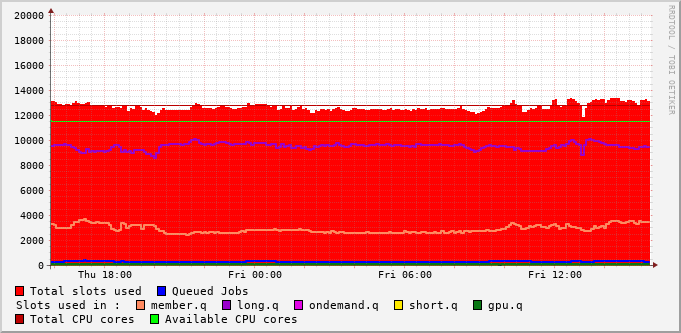 20000
18000
16000
14000
12000
10000
8000
6000
4000
2000
0
Thu 18:00 Fri 00:00 Fri 06:00 Fri 12:00
Total slots used Queued Jobs
Slots used in : member.q long.q ondemand.q short.q gpu.q
Total CPU cores Available CPU cores
RRDTOOL / TOBI OETIKER